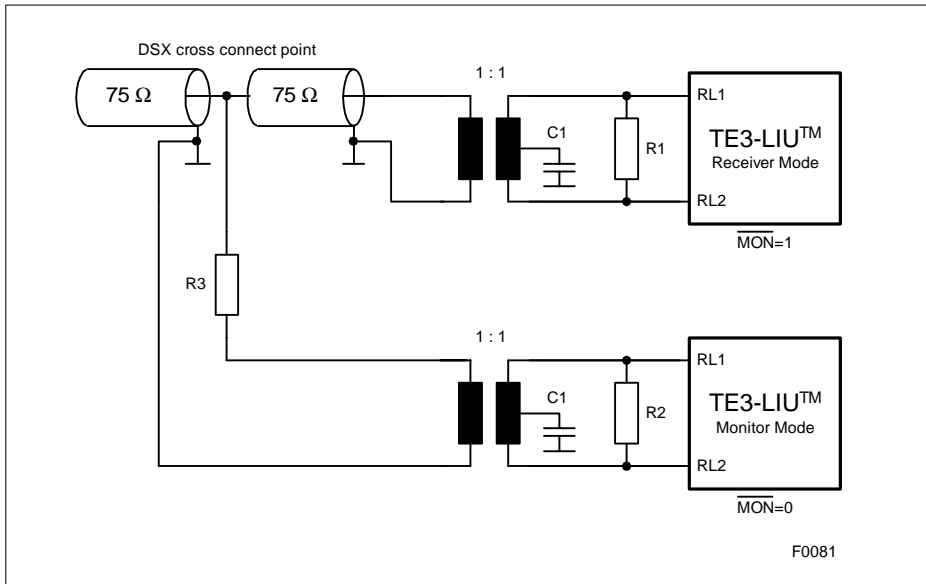 DSX cross connect point
75 Ω
75 Ω
1 : 1
C1
R1
RL1
TE3-LIU™
Receiver Mode
RL2
MON=1
R3
1 : 1
C1
R2
RL1
TE3-LIU™
Monitor Mode
RL2
MON=0
F0081